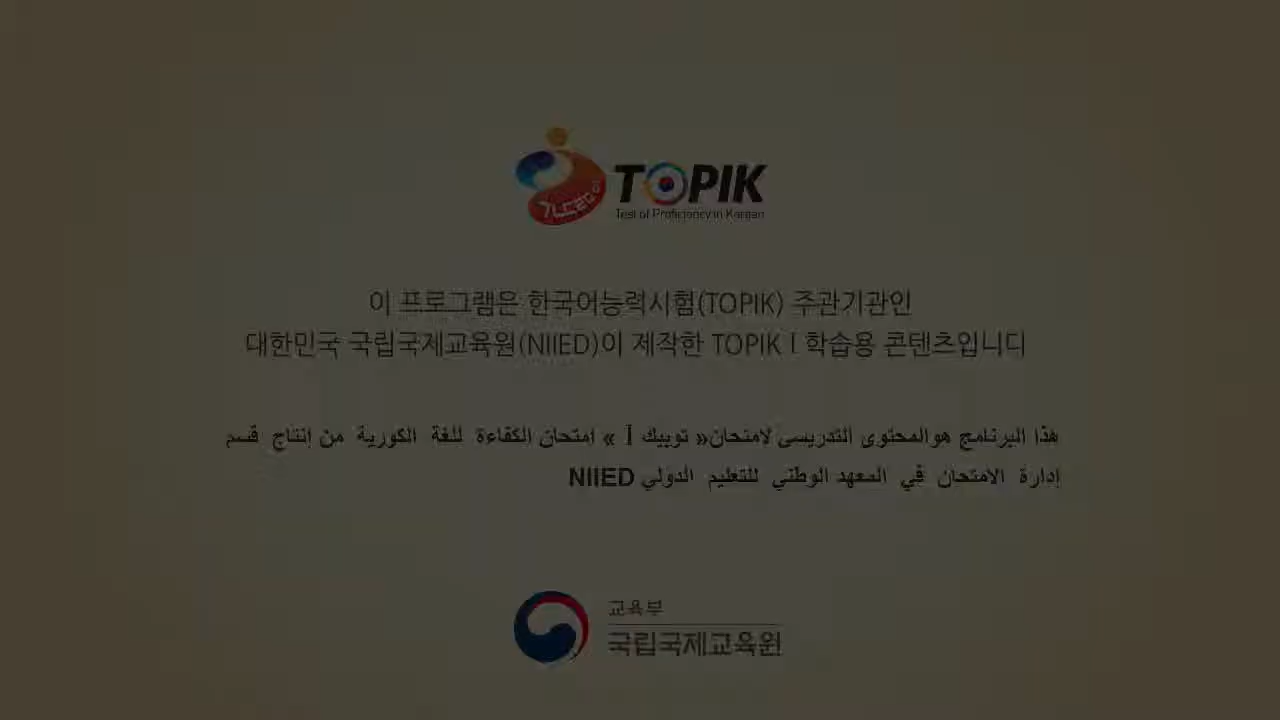 TOPIK
Test of Proficiency in Korean
이 프로그램은 한국어능력시험(TOPIK) 주관기관인
대한민국 국립국제교육원(NIIED)이 제작한 TOPIK I 학습용 콘텐츠입니다
هذا البرنامج هوالمحتوى التدريسى لامتحان« توبيك I » امتحان الكفاءة للغة الكورية من إنتاج قسم
إدارة الامتحان في المعهد الوطني للتعليم الدولي NIIED
교육부
국립국제교육원